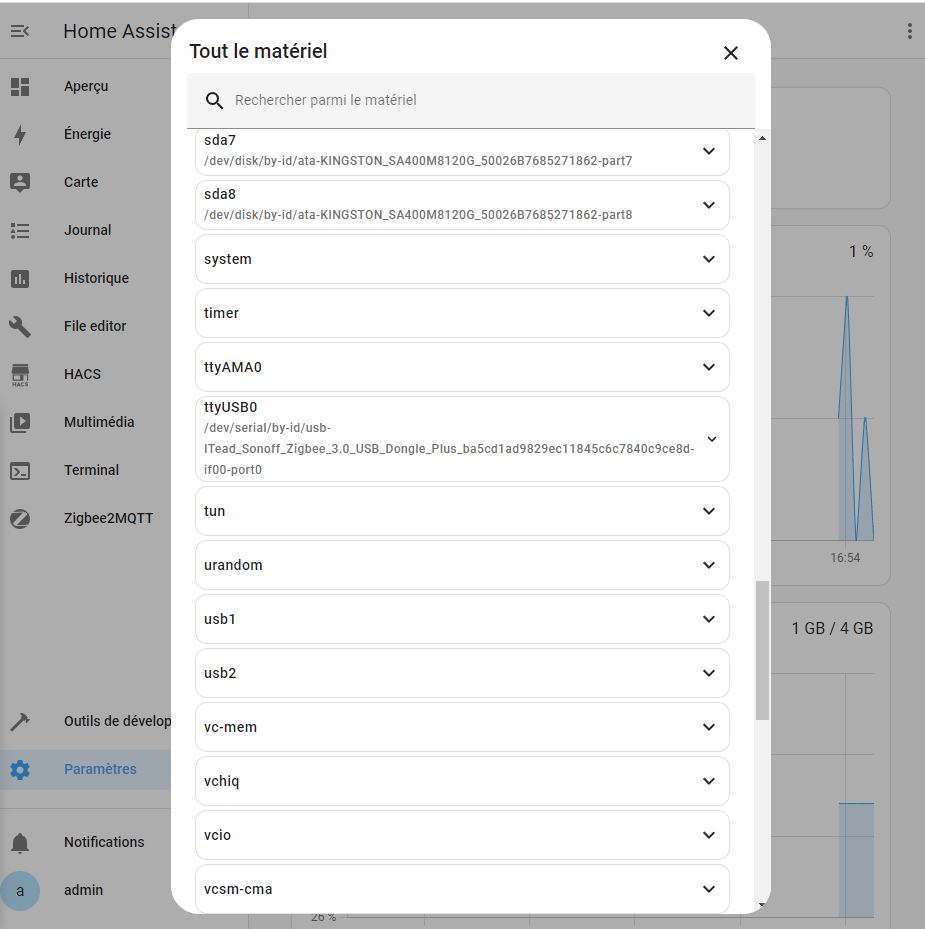 Home Assist
Aperçu
Énergie
Carte
Journal
Historique
File editor
HACS
HACS
Multimédia
Terminal
Zigbee2MQTT
Outils de dévelop
Paramètres
Notifications
a
admin
Tout le matériel
Rechercher parmi le matériel
sda7
/dev/disk/by-id/ata-KINGSTON_SA400M8120G_50026B7685271862-part7
sda8
/dev/disk/by-id/ata-KINGSTON_SA400M8120G_50026B7685271862-part8
system
timer
ttyAMA0
ttyUSB0
/dev/serial/by-id/usb-
ITead_Sonoff_Zigbee_3.0_USB_Dongle_Plus_ba5cd1ad9829ec11845c6c7840c9ce8d-
if00-port0
tun
urandom
usb1
usb2
vc-mem
vchiq
vcio
vcsm-cma
1 %
16:54
1 GB / 4 GB
26 %